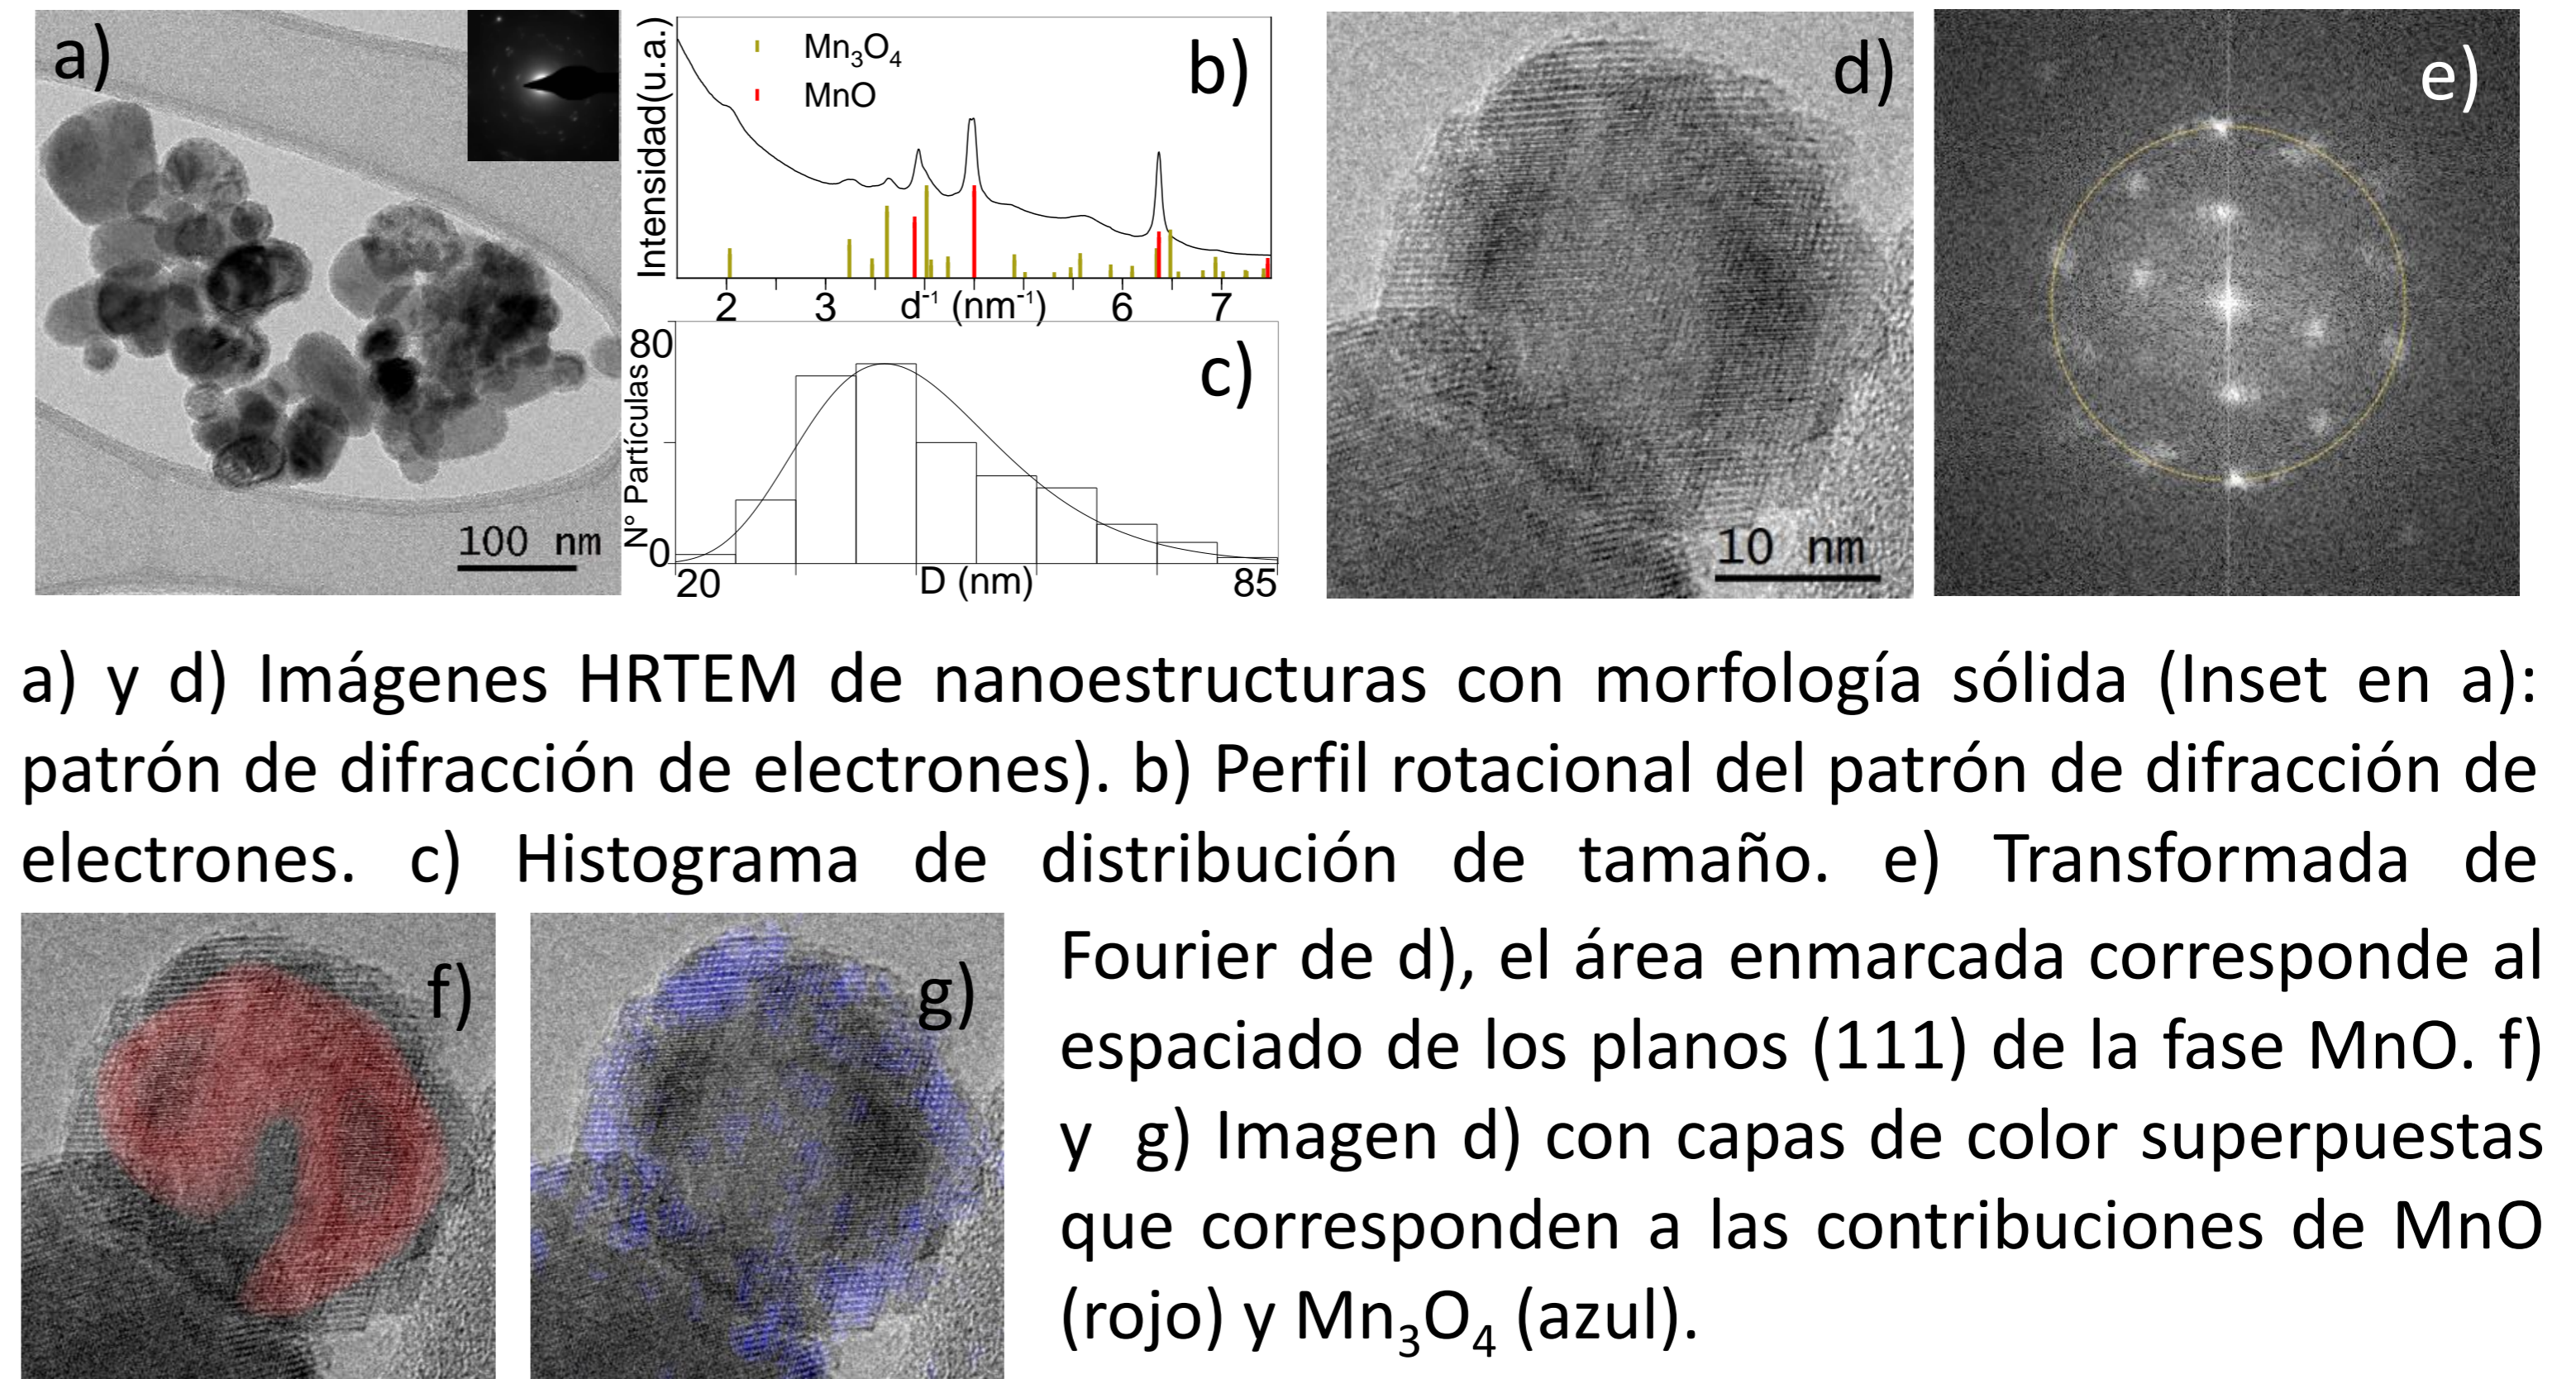 a)
100 nm
Intensidad(u.a.)
Mn₃O₄
MnO
b)
2 3 d⁻¹ (nm⁻¹) 6 7
N° Partículas
80
0
c)
20 D (nm) 85
d)
10 nm
e)
a) y d) Imágenes HRTEM de nanoestructuras con morfología sólida (Inset en a):
patrón de difracción de electrones). b) Perfil rotacional del patrón de difracción de
electrones. c) Histograma de distribución de tamaño. e) Transformada de
f)
g)
Fourier de d), el área enmarcada corresponde al
espaciado de los planos (111) de la fase MnO. f)
y g) Imagen d) con capas de color superpuestas
que corresponden a las contribuciones de MnO
(rojo) y Mn₃O₄ (azul).